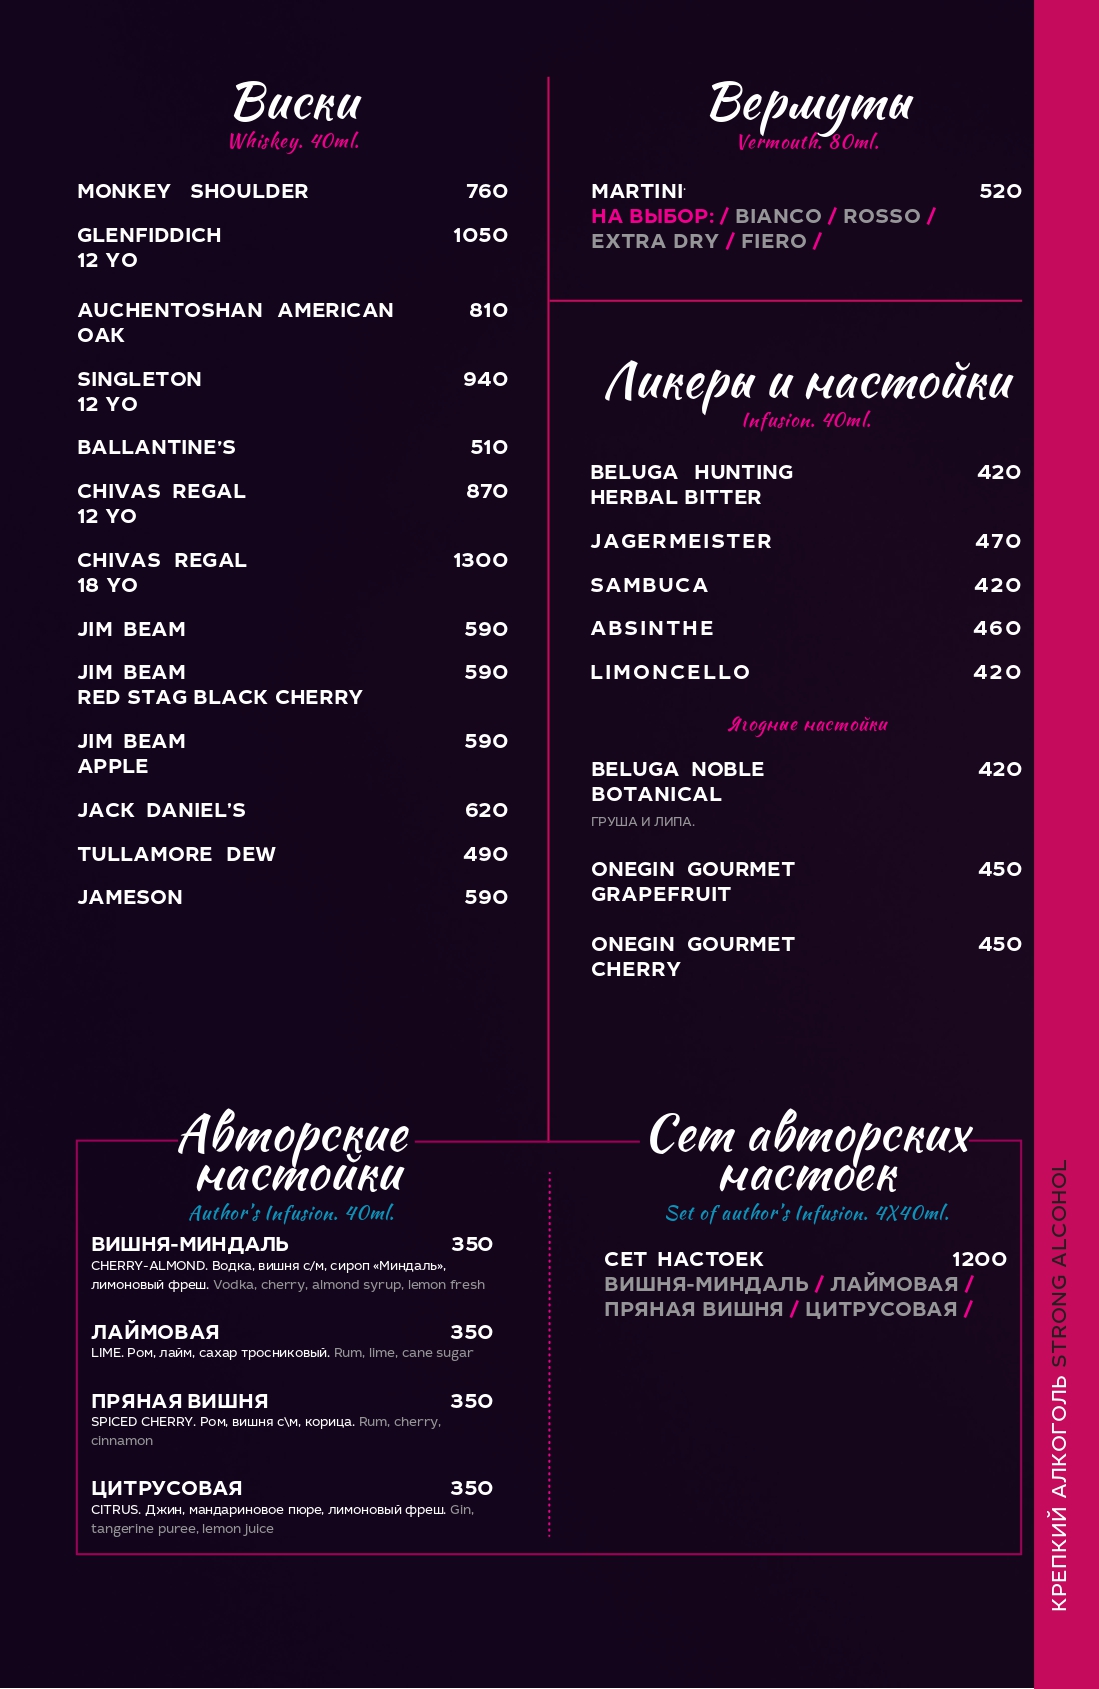 Виски
Whiskey. 40ml.
MONKEY SHOULDER 760
GLENFIDDICH 1050
12 YO
AUCHENTOSHAN AMERICAN 810
OAK
SINGLETON 940
12 YO
BALLANTINE'S 510
CHIVAS REGAL 870
12 YO
CHIVAS REGAL 1300
18 YO
JIM BEAM 590
JIM BEAM 590
RED STAG BLACK CHERRY
JIM BEAM 590
APPLE
JACK DANIEL'S 620
TULLAMORE DEW 490
JAMESON 590
Вермуты
Vermouth. 80ml.
MARTINI 520
НА ВЫБОР: / BIANCO / ROSSO /
EXTRA DRY / FIERO /
Ликеры и настойки
Infusion. 40ml.
BELUGA HUNTING 420
HERBAL BITTER
JAGERMEISTER 470
SAMBUCA 420
ABSINTHE 460
LIMONCELLO 420
Ягодные настойки
BELUGA NOBLE 420
BOTANICAL
ГРУША И ЛИПА.
ONEGIN GOURMET 450
GRAPEFRUIT
ONEGIN GOURMET 450
CHERRY
Авторские
настойки
Author's Infusion. 40ml.
ВИШНЯ-МИНДАЛЬ 350
CHERRY-ALMOND. Водка, вишня с/м, сироп «Миндаль»,
лимоновый фреш. Vodka, cherry, almond syrup, lemon fresh
ЛАЙМОВАЯ 350
LIME. Ром, лайм, сахар тросниковый. Rum, lime, cane sugar
ПРЯНАЯ ВИШНЯ 350
SPICED CHERRY. Ром, вишня с\м, корица. Rum, cherry,
cinnamon
ЦИТРУСОВАЯ 350
CITRUS. Джин, мандариновое пюре, лимоновый фреш. Gin,
tangerine puree, lemon juice
Сет авторских
настоек
Set of author's Infusion. 4X40ml.
СЕТ НАСТОЕК 1200
ВИШНЯ-МИНДАЛЬ / ЛАЙМОВАЯ /
ПРЯНАЯ ВИШНЯ / ЦИТРУСОВАЯ /
КРЕПКИЙ АЛКОГОЛЬ STRONG ALCOHOL